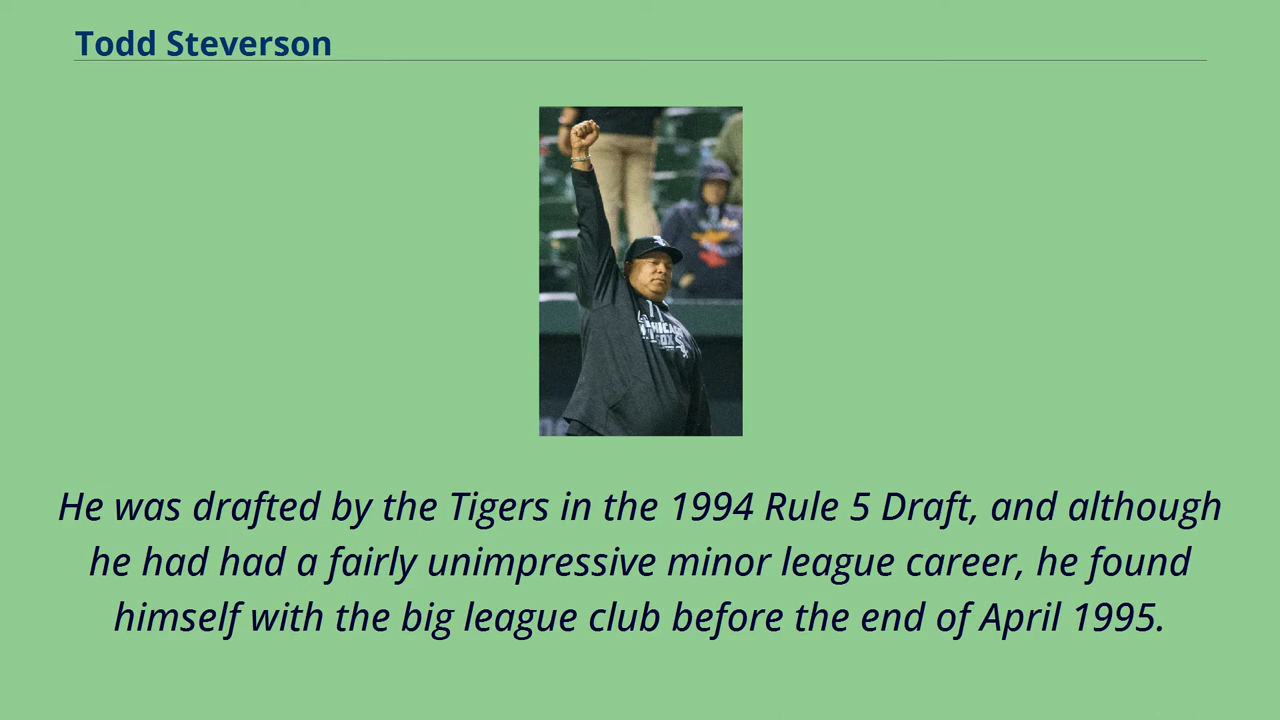 Todd Steverson
CHICAGO
SOX
He was drafted by the Tigers in the 1994 Rule 5 Draft, and although
he had had a fairly unimpressive minor league career, he found
himself with the big league club before the end of April 1995.